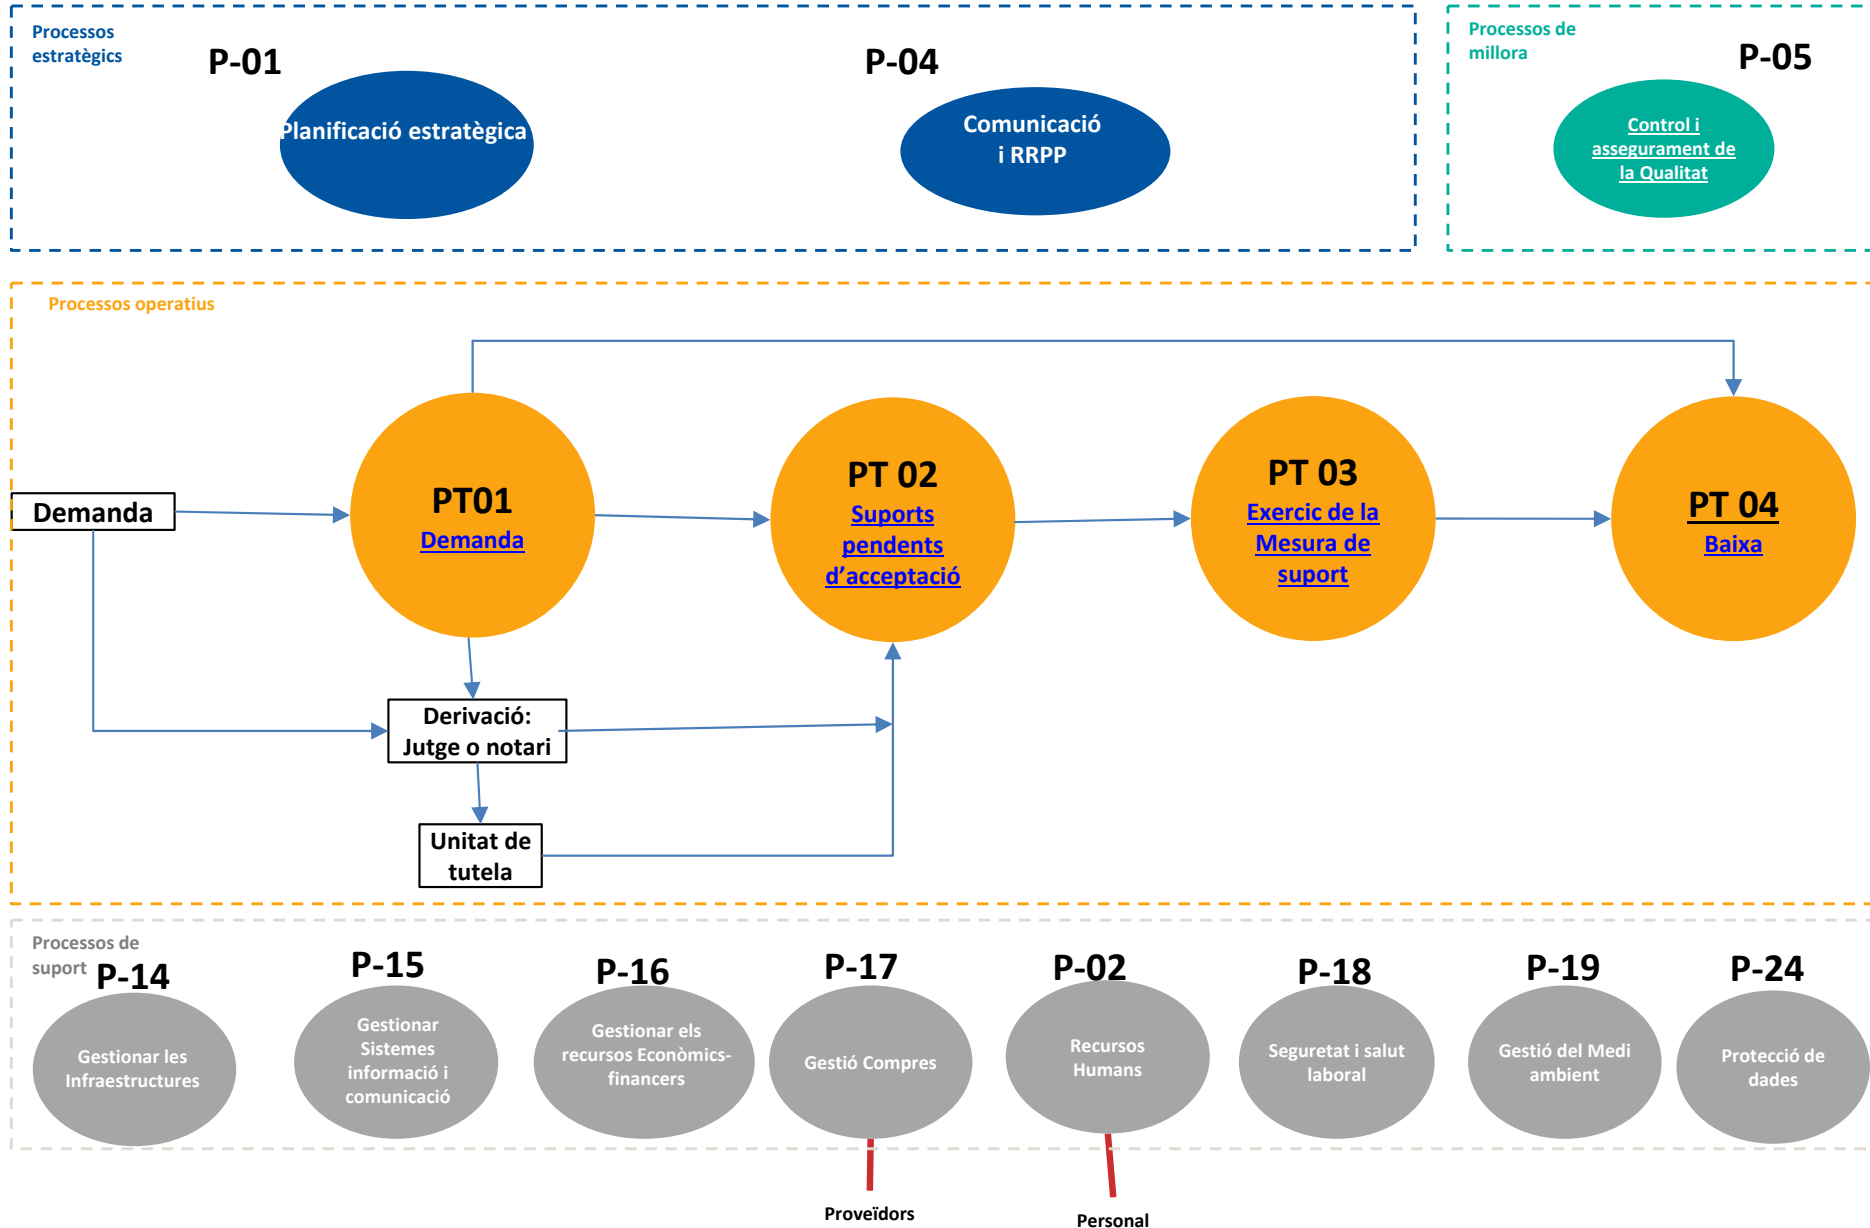 Processos
estratègics
P-01
Planificació estratègica
P-04
Comunicació
i RRPP
Processos de
millora
P-05
Control i
assegurament de
la Qualitat
Processos operatius
Demanda
PT01
Demanda
PT 02
Suports
pendents
d’acceptació
PT 03
Exercic de la
Mesura de
suport
PT 04
Baixa
Derivació:
Jutge o notari
Unitat de
tutela
Processos de
suport
P-14
Gestionar les
Infraestructures
P-15
Gestionar
Sistemes
informació i
comunicació
P-16
Gestionar els
recursos Econòmics-
financers
P-17
Gestió Compres
P-02
Recursos
Humans
P-18
Seguretat i salut
laboral
P-19
Gestió del Medi
ambient
P-24
Protecció de
dades
Proveïdors
Personal